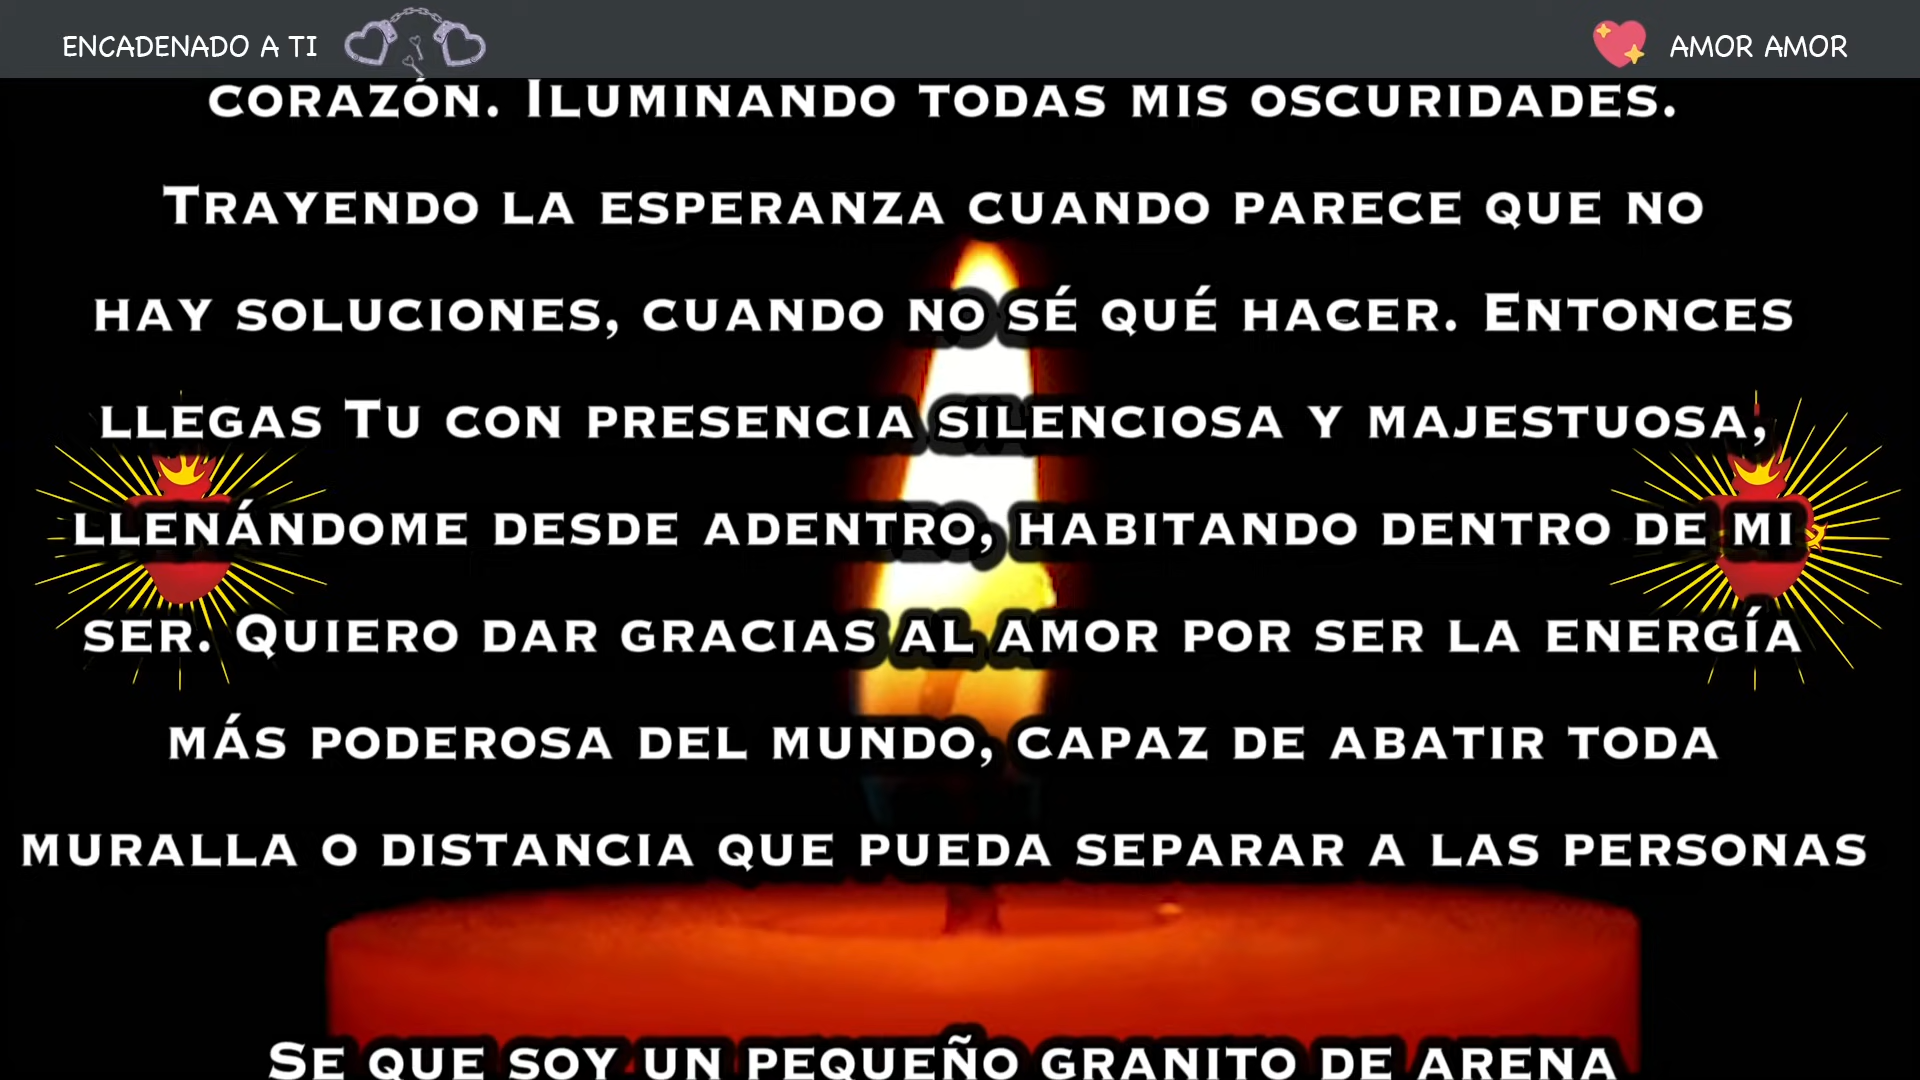 ENCADENADO A TI
AMOR AMOR
CORAZÓN. ILUMINANDO TODAS MIS OSCURIDADES.
TRAYENDO LA ESPERANZA CUANDO PARECE QUE NO
HAY SOLUCIONES, CUANDO NO SÉ QUÉ HACER. ENTONCES
LLEGAS TU CON PRESENCIA SILENCIOSA Y MAJESTUOSA,
LLENÁNDOME DESDE ADENTRO, HABITANDO DENTRO DE MI
SER. QUIERO DAR GRACIAS AL AMOR POR SER LA ENERGÍA
MÁS PODEROSA DEL MUNDO, CAPAZ DE ABATIR TODA
MURALLA O DISTANCIA QUE PUEDA SEPARAR A LAS PERSONAS
SE QUE SOY UN PEQUEÑO GRANITO DE ARENA